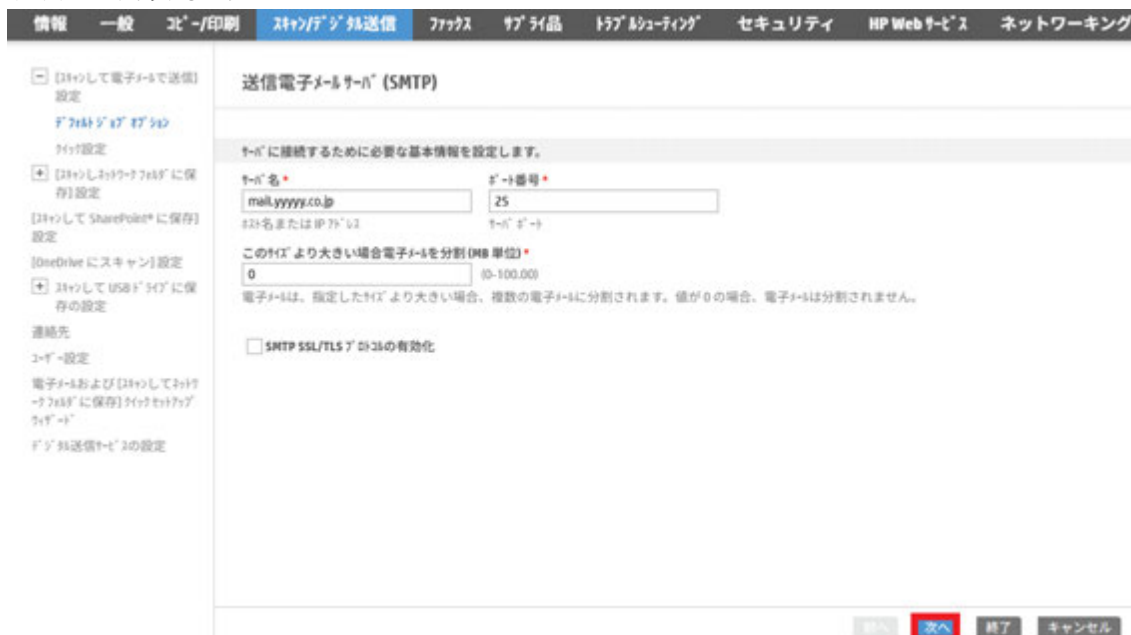 情報 一般 ｺﾋﾟｰ/印刷 ｽｷｬﾝ/ﾃﾞｼﾞﾀﾙ送信 ﾌｧｯｸｽ ｻﾌﾟﾗｲ品 ﾄﾗﾌﾞﾙｼｭｰﾃｨﾝｸﾞ セキュリティ HP Web ｻｰﾋﾞｽ ネットワーキング
[ｽｷｬﾝして電子ﾒｰﾙで送信]
設定
ﾃﾞﾌｫﾙﾄ ｼﾞｮﾌﾞ ｵﾌﾟｼｮﾝ
ｸｲｯｸ設定
[ｽｷｬﾝしﾈｯﾄﾜｰｸ ﾌｫﾙﾀﾞに保
存] 設定
[ｽｷｬﾝして SharePoint® に保存]
設定
[OneDrive にスキャン] 設定
ｽｷｬﾝして USB ﾄﾞﾗｲﾌﾞに保
存の設定
連絡先
ﾕｰｻﾞｰ設定
電子ﾒｰﾙおよび [ｽｷｬﾝしてﾈｯﾄﾜ
ｰｸ ﾌｫﾙﾀﾞに保存] ｸｲｯｸ ｾｯﾄｱｯﾌﾟ
ｳｨｻﾞｰﾄﾞ
ﾃﾞｼﾞﾀﾙ送信ｻｰﾋﾞｽの設定
送信電子ﾒｰﾙ ｻｰﾊﾞ (SMTP)
ｻｰﾊﾞに接続するために必要な基本情報を設定します。
ｻｰﾊﾞ名 * ﾎﾟｰﾄ番号 *
mail.yyyyy.co.jp 25
ﾎｽﾄ名または IP ｱﾄﾞﾚｽ ｻｰﾊﾞ ﾎﾟｰﾄ
このｻｲｽﾞより大きい場合電子ﾒｰﾙを分割 (MB 単位) *
0 (0-100.00)
電子ﾒｰﾙは、指定したｻｲｽﾞより大きい場合、複数の電子ﾒｰﾙに分割されます。値が 0 の場合、電子ﾒｰﾙは分割されません。
SMTP SSL/TLS ﾌﾟﾛﾄｺﾙの有効化
前へ 次へ 終了 キャンセル